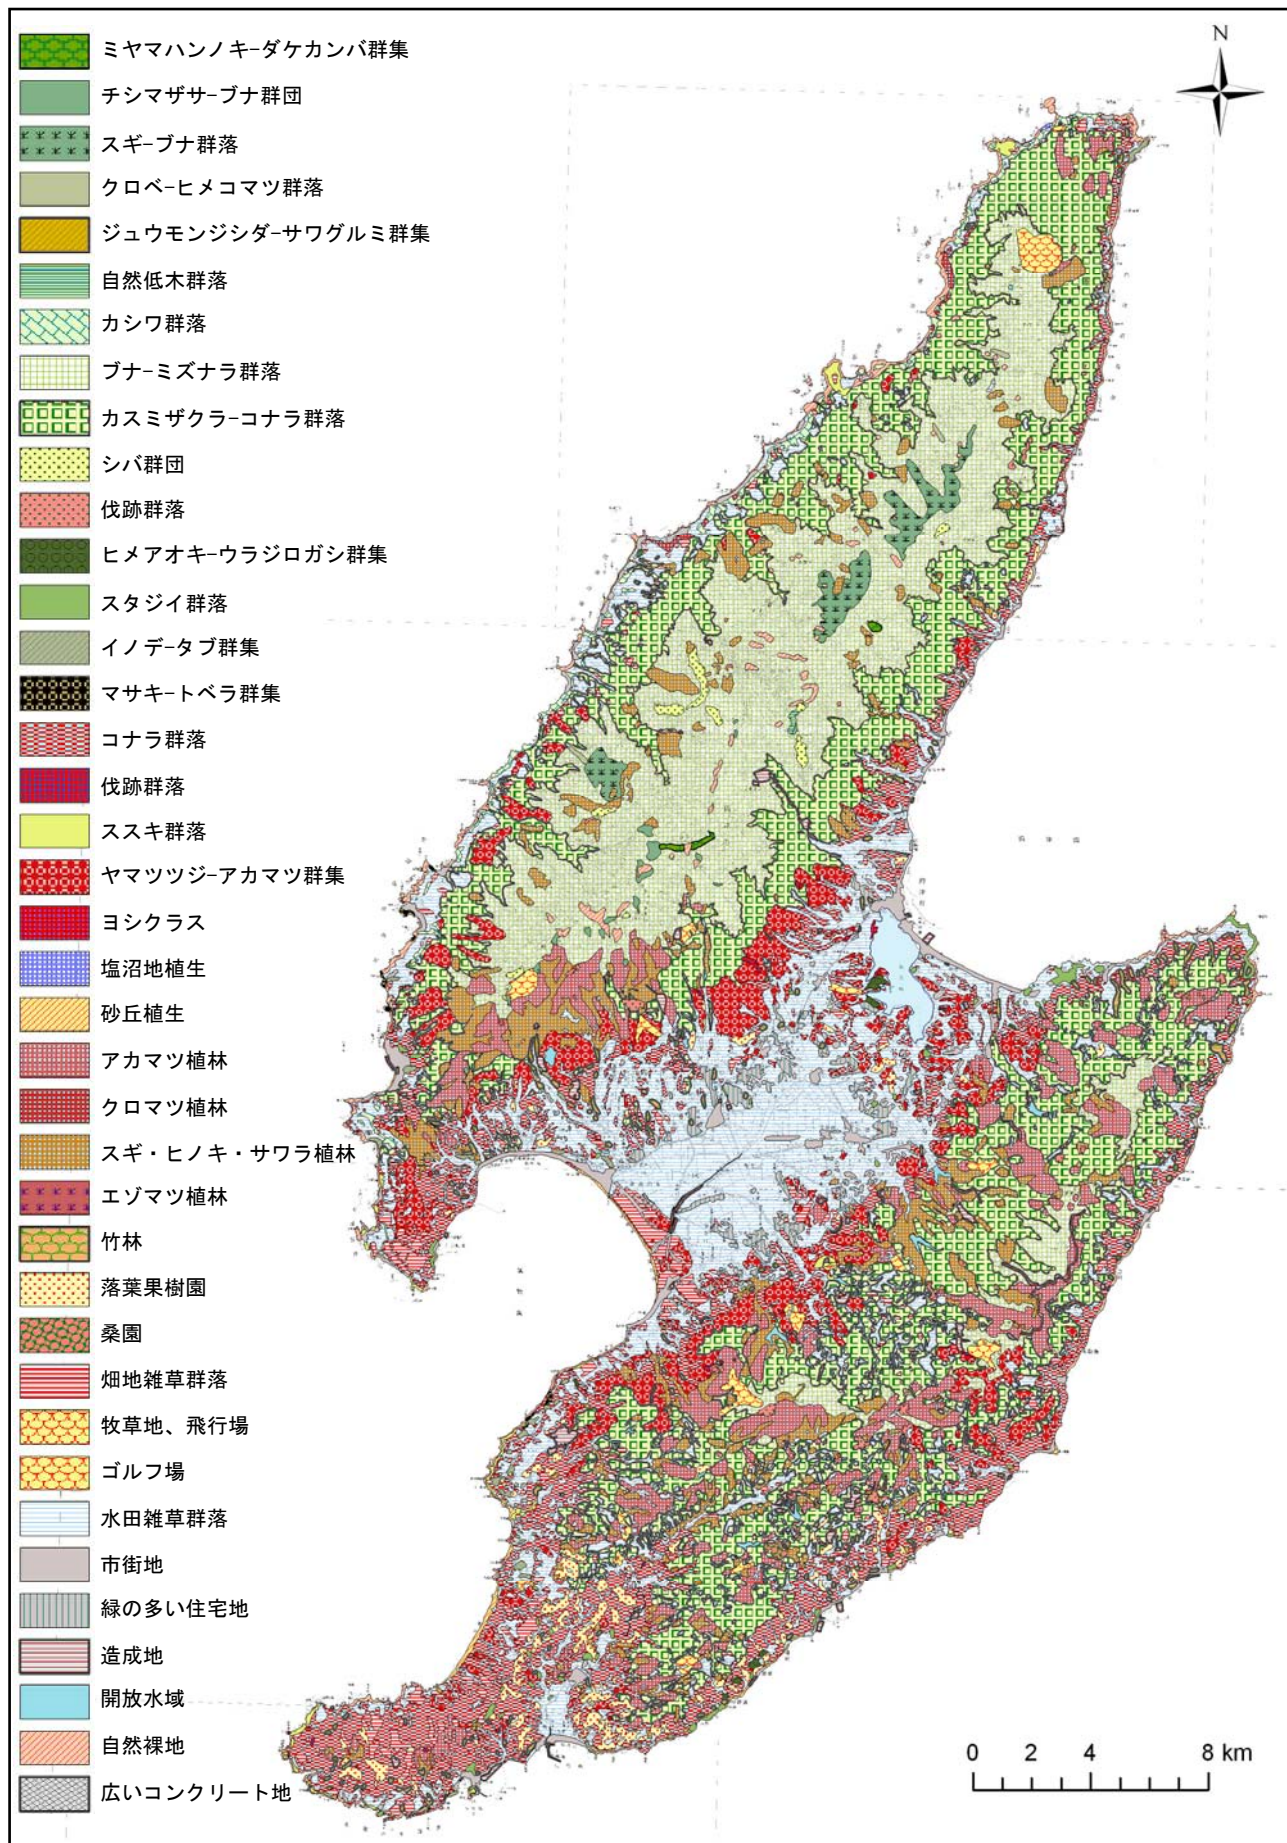 ミヤマハンノキ−ダケカンバ群集
チシマザサ−ブナ群団
スギ−ブナ群落
クロベ−ヒメコマツ群落
ジュウモンジシダ−サワグルミ群集
自然低木群落
カシワ群落
ブナ−ミズナラ群落
カスミザクラ−コナラ群落
シバ群団
伐跡群落
ヒメアオキ−ウラジロガシ群集
スタジイ群落
イノデ−タブ群集
マサキ−トベラ群集
コナラ群落
伐跡群落
ススキ群落
ヤマツツジ−アカマツ群集
ヨシクラス
塩沼地植生
砂丘植生
アカマツ植林
クロマツ植林
スギ・ヒノキ・サワラ植林
エゾマツ植林
竹林
落葉果樹園
桑園
畑地雑草群落
牧草地、飛行場
ゴルフ場
水田雑草群落
市街地
緑の多い住宅地
造成地
開放水域
自然裸地
広いコンクリート地
N
0 2 4 8 km